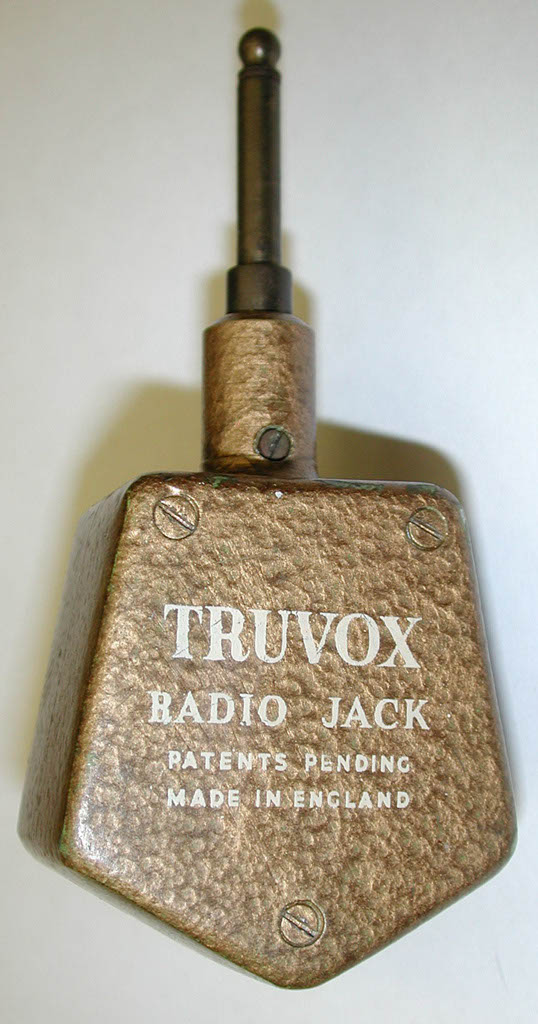 TRUVOX
RADIO JACK
PATENTS PENDING
MADE IN ENGLAND